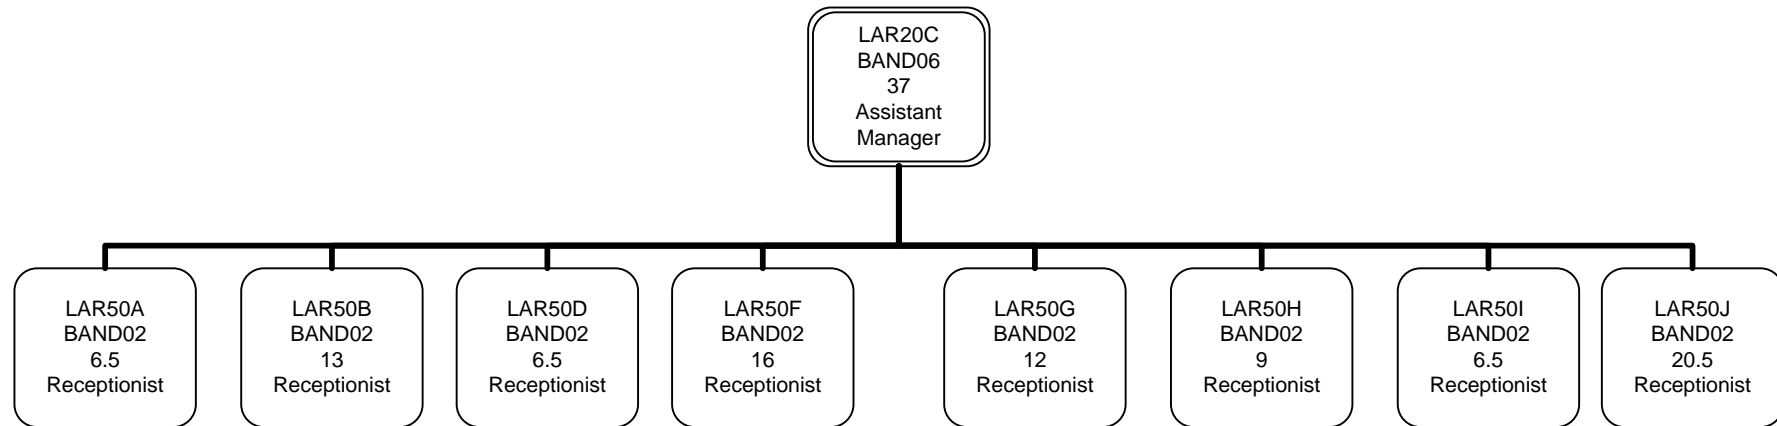 LAR20C
BAND06
37
Assistant
Manager
LAR50A
BAND02
6.5
Receptionist
LAR50B
BAND02
13
Receptionist
LAR50D
BAND02
6.5
Receptionist
LAR50F
BAND02
16
Receptionist
LAR50G
BAND02
12
Receptionist
LAR50H
BAND02
9
Receptionist
LAR50I
BAND02
6.5
Receptionist
LAR50J
BAND02
20.5
Receptionist